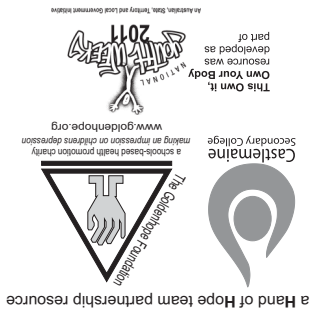 a Hand of Hope team partnership resource
The Goldenhope Foundation
a schools-based health promotion charity
making an impression on childrens depression
www.goldenhope.org
Castlemaine
Secondary College
This Own it,
Own Your Body
resource was
developed as
part of
NATIONAL
youth week
2011
An Australian, State, Territory and Local Government Initiative